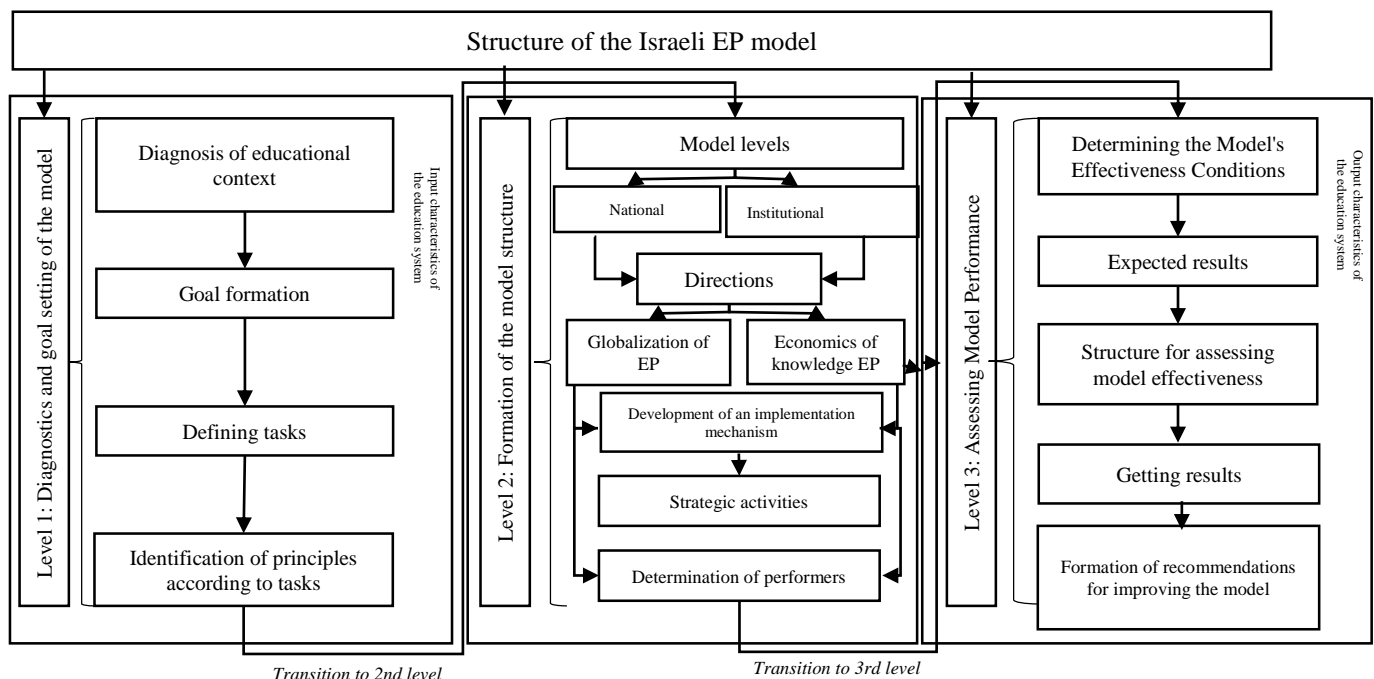 Structure of the Israeli EP model
Level 1: Diagnostics and goal setting of the model
Diagnosis of educational
context
Goal formation
Defining tasks
Identification of principles
according to tasks
Input characteristics of
the education system
Transition to 2nd level
Level 2: Formation of the model structure
Model levels
National
Institutional
Directions
Globalization of
EP
Economics of
knowledge EP
Development of an implementation
mechanism
Strategic activities
Determination of performers
Transition to 3rd level
Level 3: Assessing Model Performance
Determining the Model's
Effectiveness Conditions
Expected results
Structure for assessing
model effectiveness
Getting results
Formation of recommendations
for improving the model
Output characteristics of
the education system